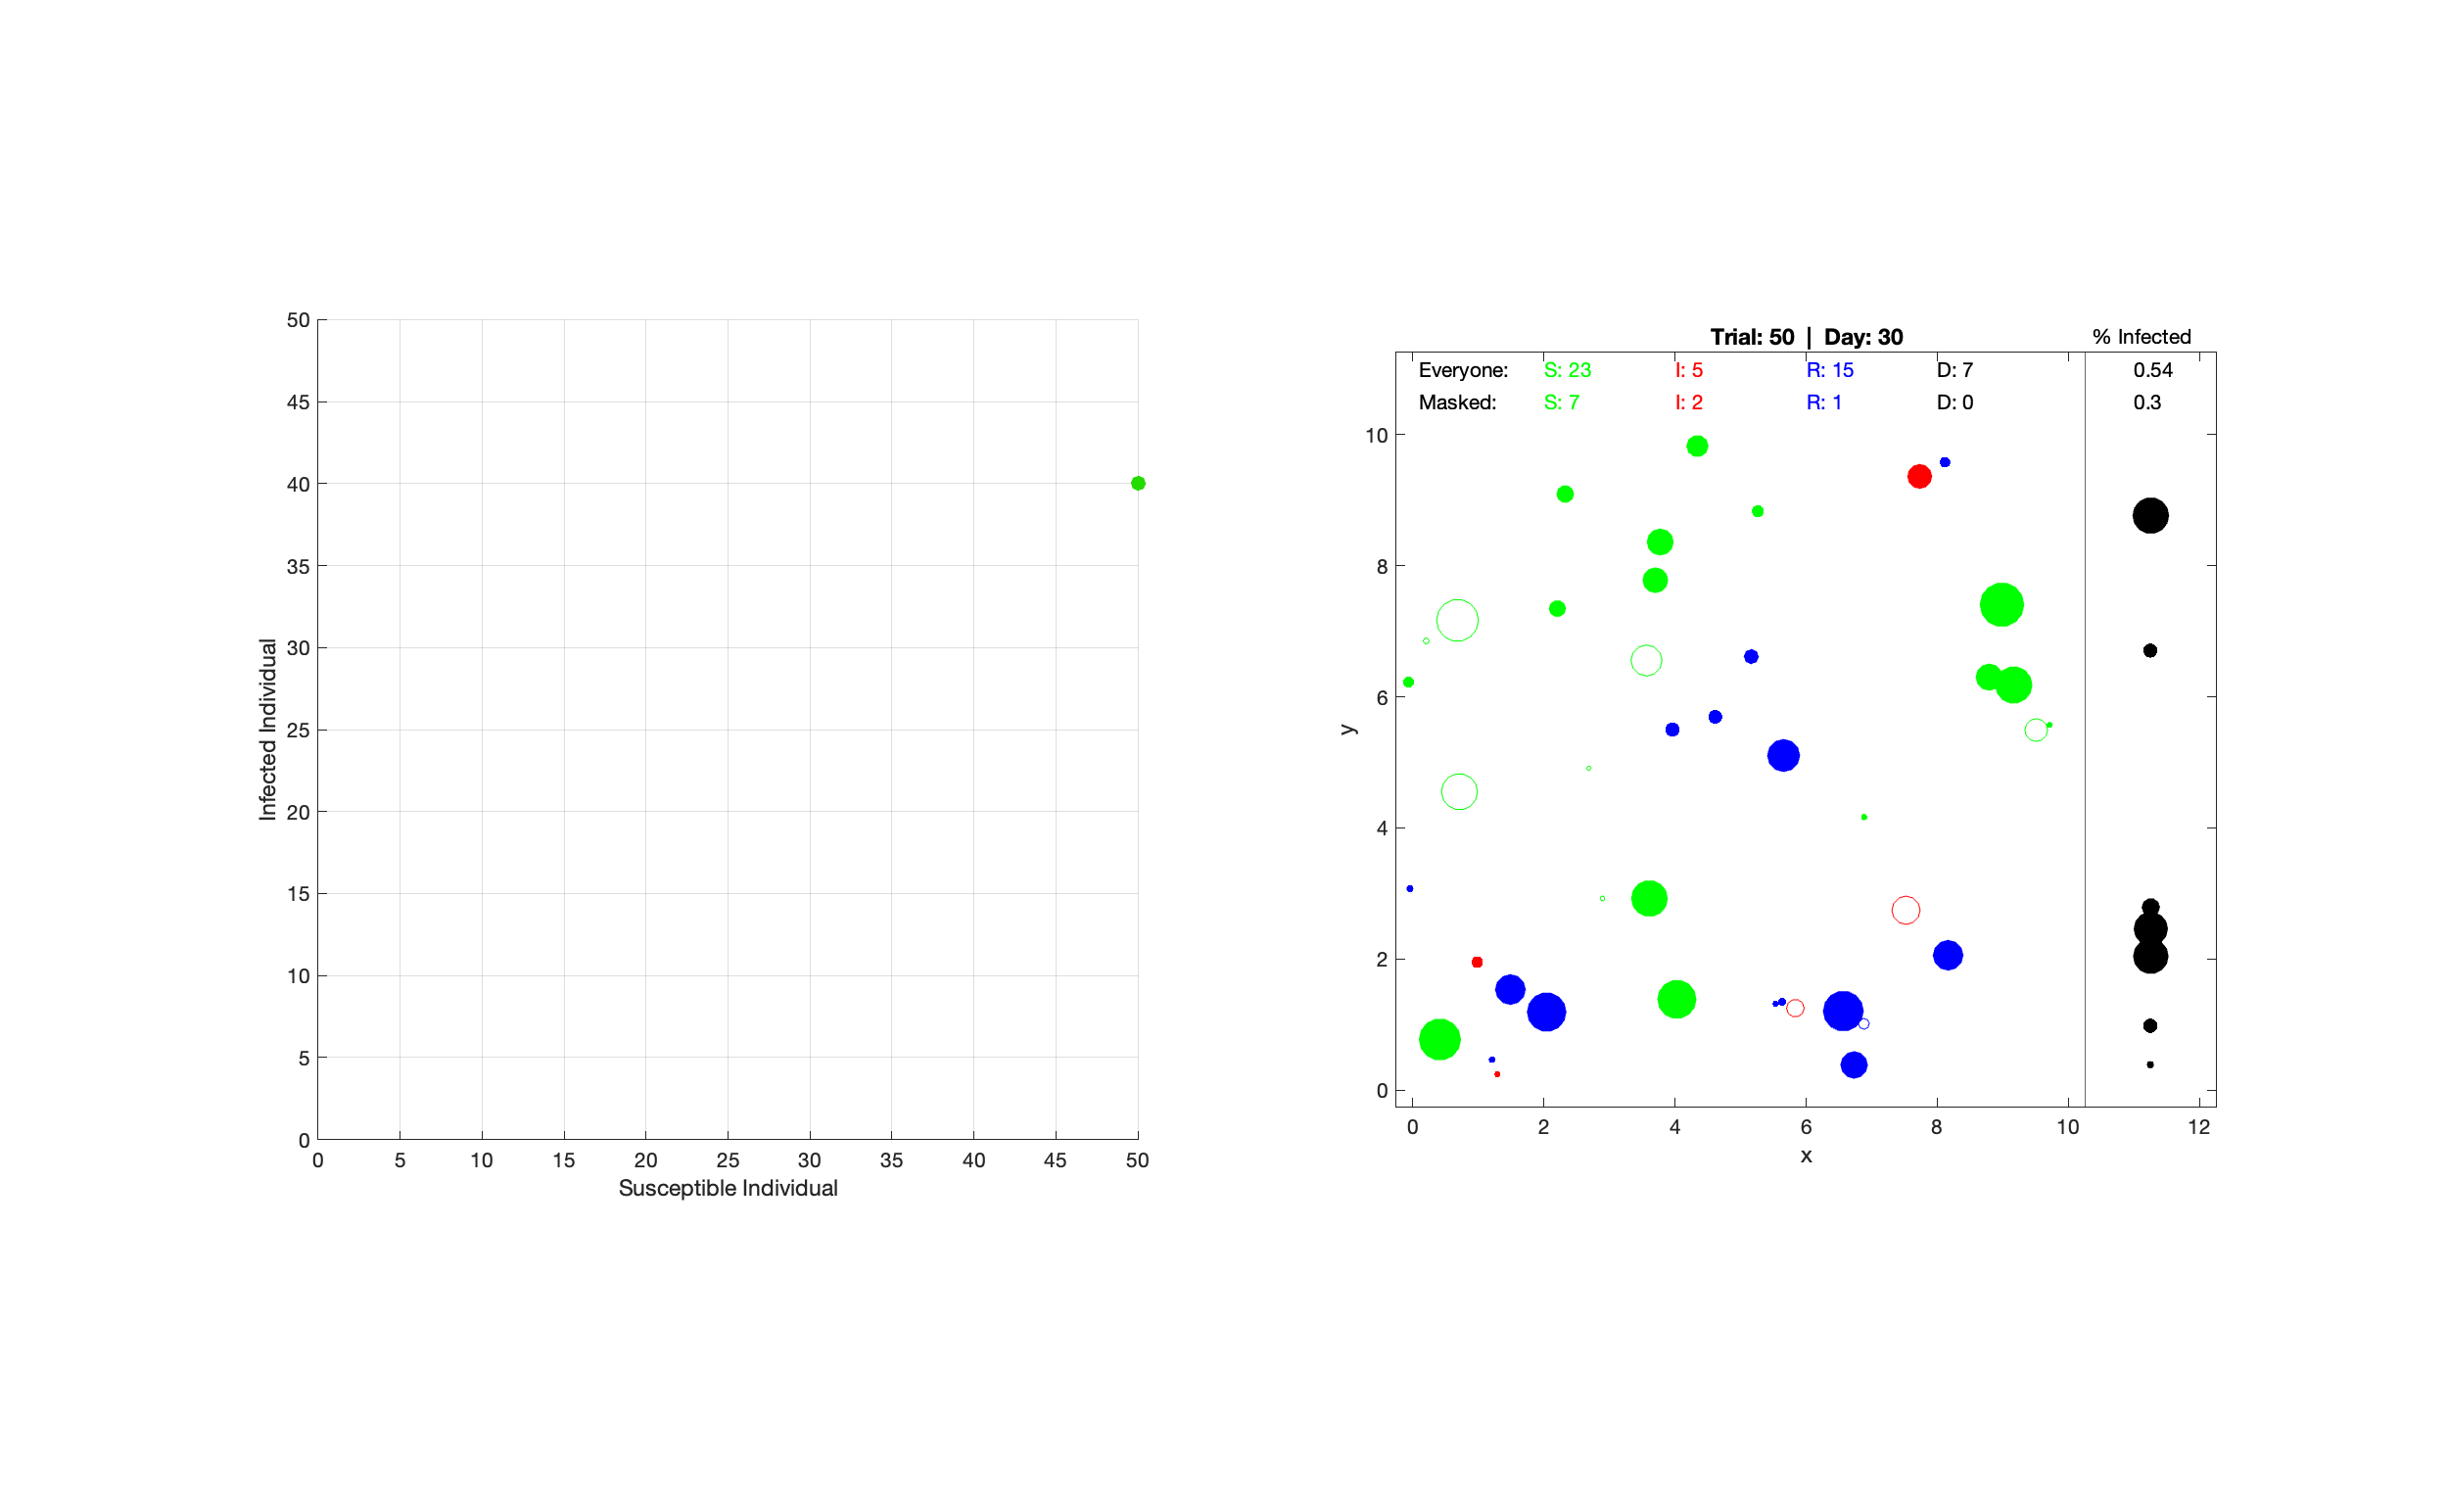 50
45
40
35
30
25
20
15
10
5
0
0 5 10 15 20 25 30 35 40 45 50
Infected Individual
Susceptible Individual
Trial: 50 | Day: 30 % Infected
Everyone: S: 23 I: 5 R: 15 D: 7 0.54
Masked: S: 7 I: 2 R: 1 D: 0 0.3
10
8
6
4
2
0
0 2 4 6 8 10 12
y
x